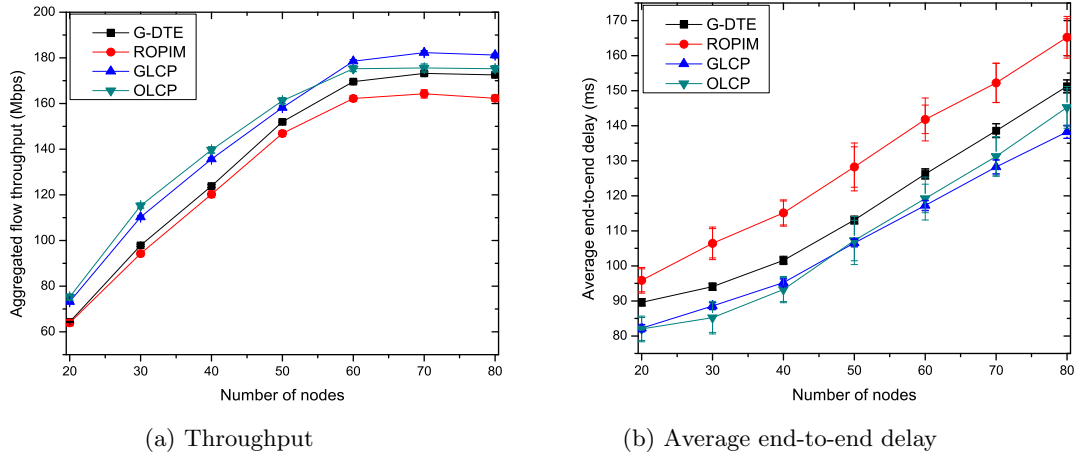 G-DTE
ROPIM
GLCP
OLCP
200
180
160
140
120
100
80
60
Aggregated flow throughput (Mbps)
20 30 40 50 60 70 80
Number of nodes
(a) Throughput
G-DTE
ROPIM
GLCP
OLCP
170
160
150
140
130
120
110
100
90
80
Average end-to-end delay (ms)
20 30 40 50 60 70 80
Number of nodes
(b) Average end-to-end delay